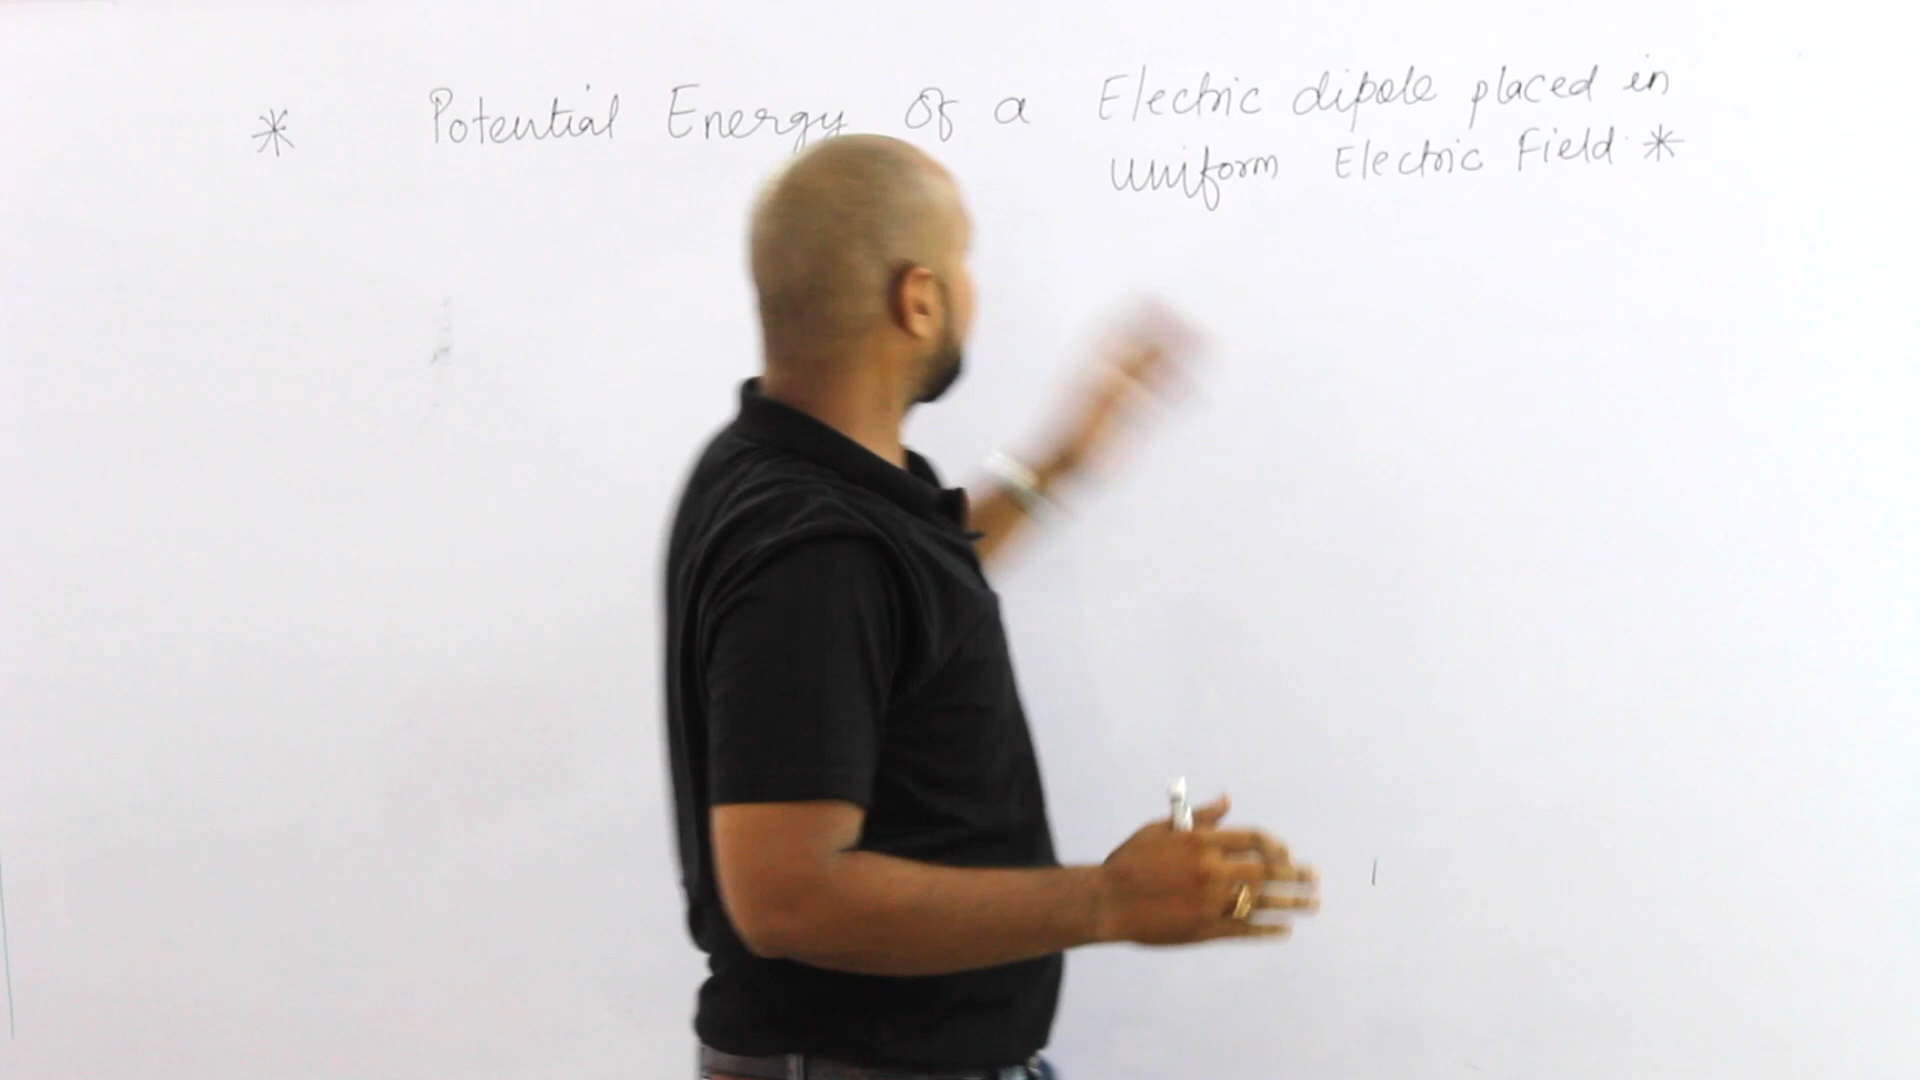 * Potential Energy of a Electric dipole placed in
uniform Electric Field *